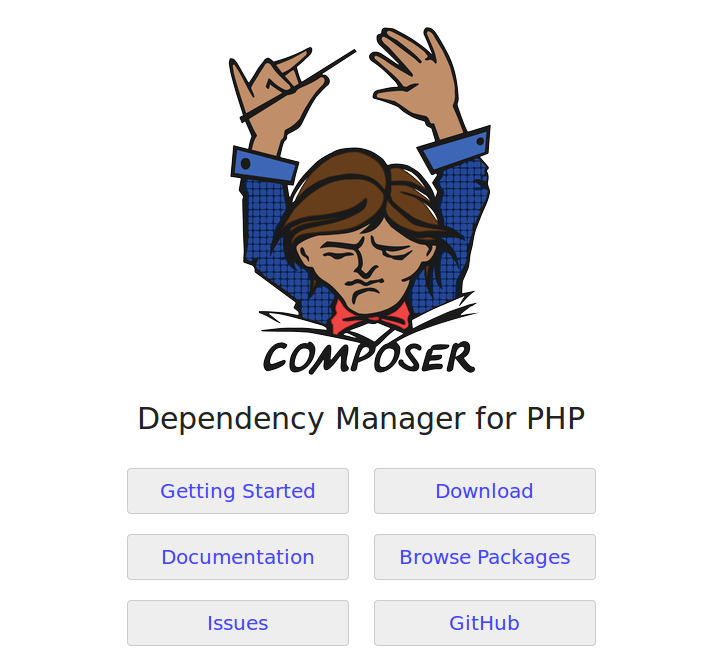 COMPOSER
Dependency Manager for PHP
Getting Started
Download
Documentation
Browse Packages
Issues
GitHub